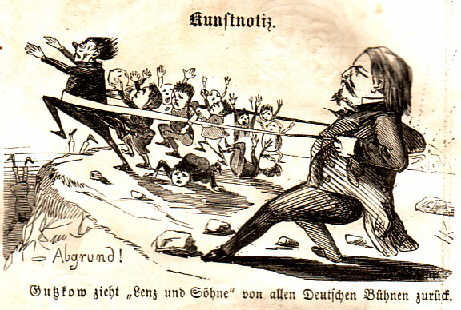 Kunstnotiz.
Abgrund!
Gutzkow zieht „Lenz und Söhne“ von allen Deutschen Bühnen zurück.